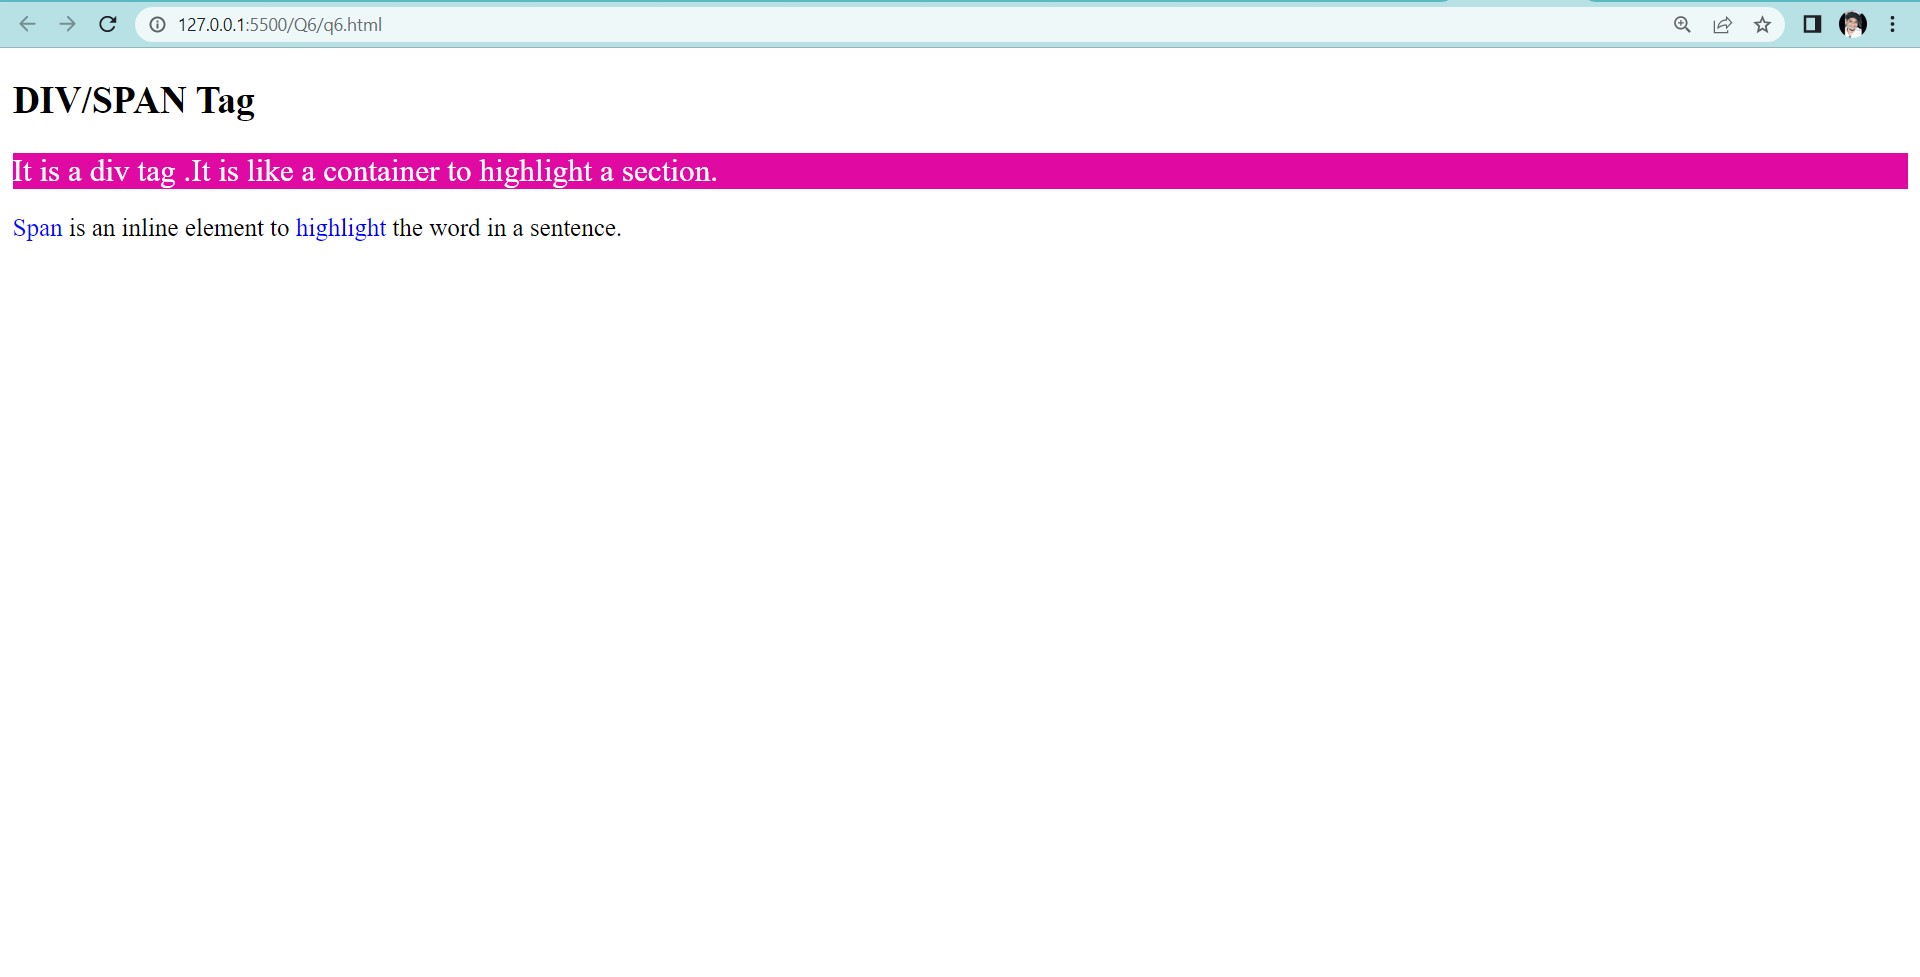 127.0.0.1:5500/Q6/q6.html
DIV/SPAN Tag
It is a div tag .It is like a container to highlight a section.
Span is an inline element to highlight the word in a sentence.